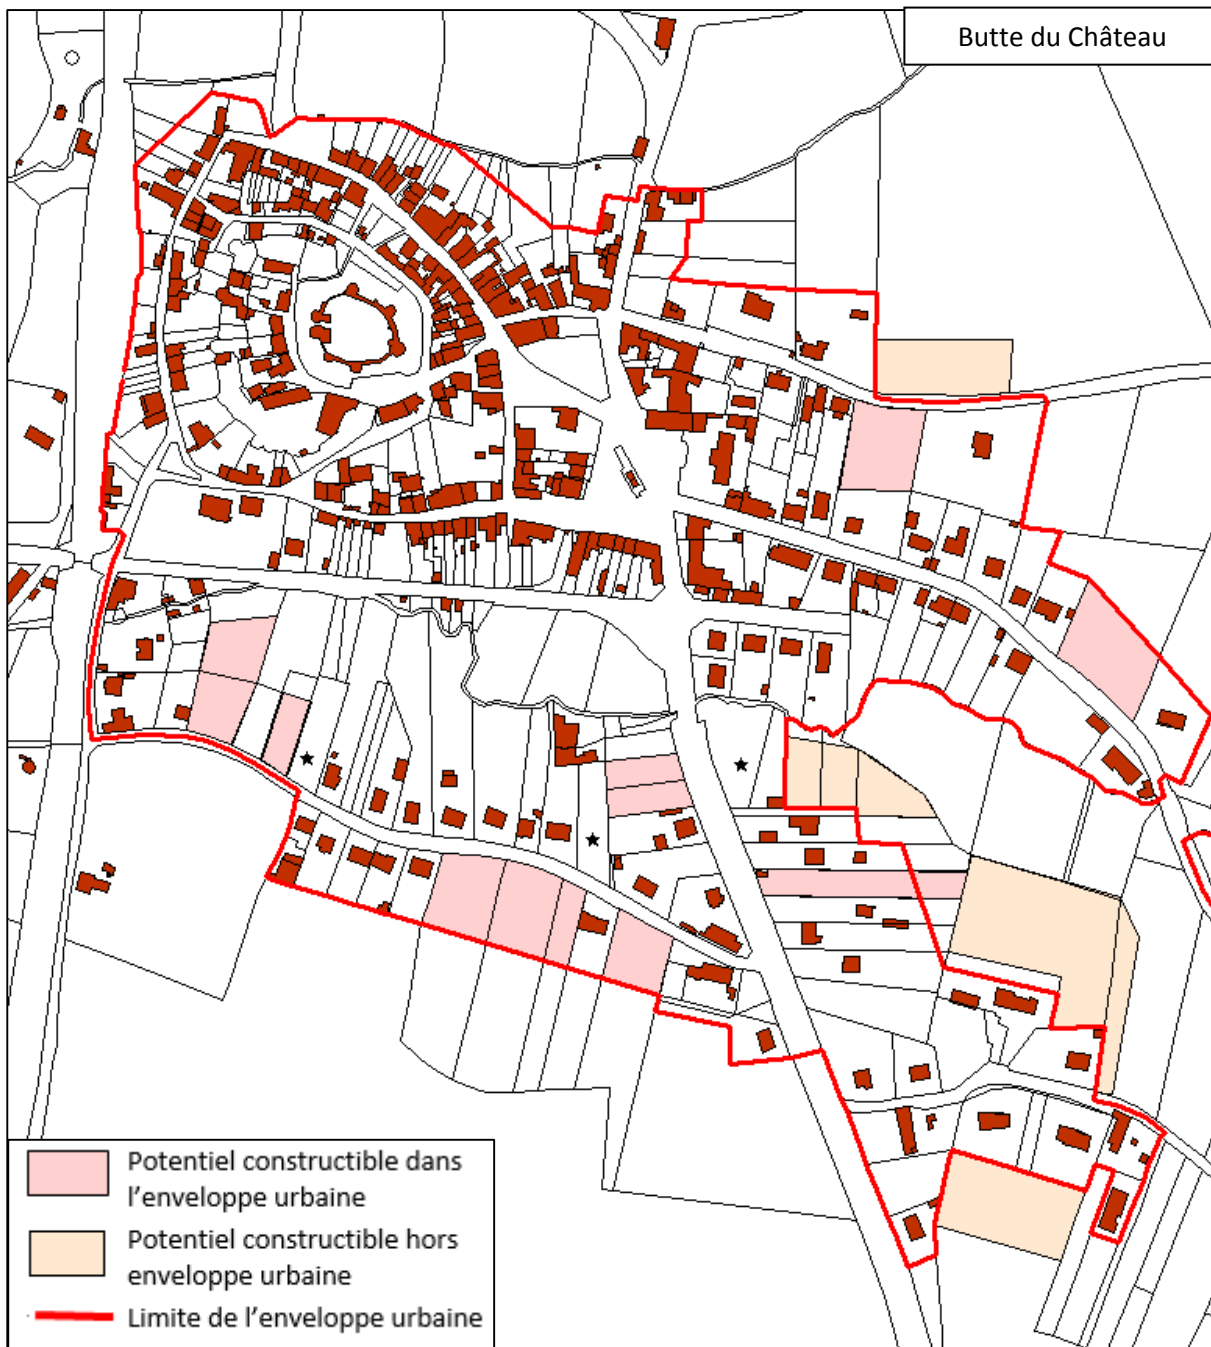 Butte du Château
Potentiel constructible dans
l’enveloppe urbaine
Potentiel constructible hors
enveloppe urbaine
Limite de l’enveloppe urbaine